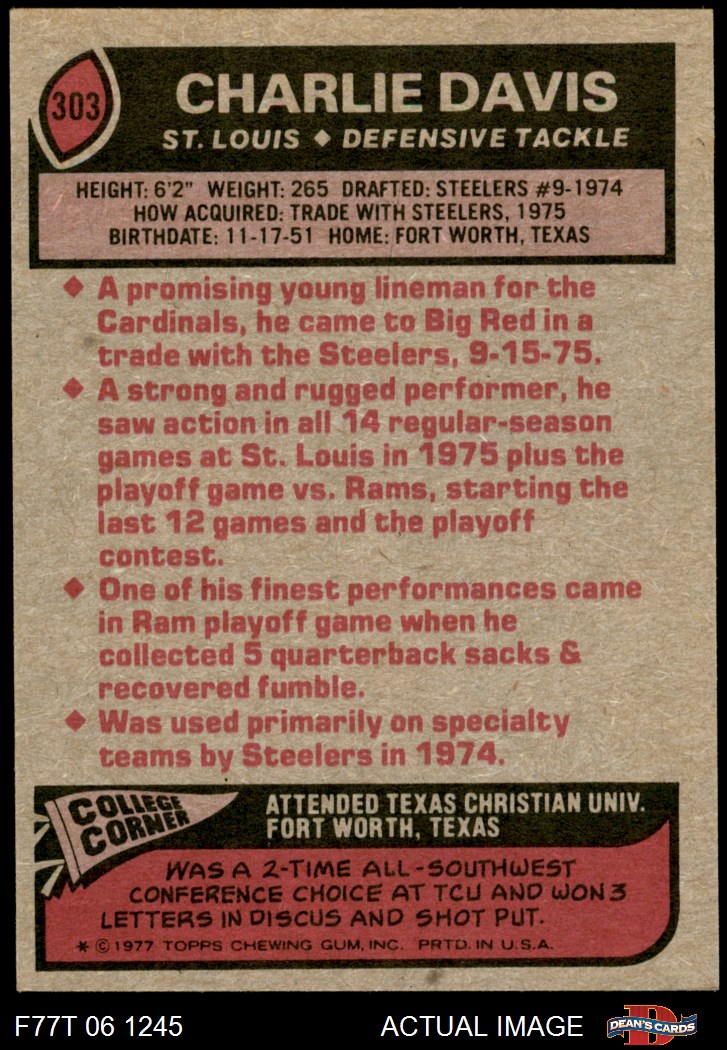 303
CHARLIE DAVIS
ST. LOUIS ◆ DEFENSIVE TACKLE
HEIGHT: 6'2" WEIGHT: 265 DRAFTED: STEELERS #9-1974
HOW ACQUIRED: TRADE WITH STEELERS, 1975
BIRTHDATE: 11-17-51 HOME: FORT WORTH, TEXAS
◆ A promising young lineman for the
Cardinals, he came to Big Red in a
trade with the Steelers, 9-15-75.
◆ A strong and rugged performer, he
saw action in all 14 regular-season
games at St. Louis in 1975 plus the
playoff game vs. Rams, starting the
last 12 games and the playoff
contest.
◆ One of his finest performances came
in Ram playoff game when he
collected 5 quarterback sacks &
recovered fumble.
◆ Was used primarily on specialty
teams by Steelers in 1974.
COLLEGE
CORNER
ATTENDED TEXAS CHRISTIAN UNIV.
FORT WORTH, TEXAS
WAS A 2-TIME ALL-SOUTHWEST
CONFERENCE CHOICE AT TCU AND WON 3
LETTERS IN DISCUS AND SHOT PUT.
* © 1977 TOPPS CHEWING GUM, INC. PRTD. IN U.S.A.
F77T 06 1245
ACTUAL IMAGE
D
DEAN'S CARDS